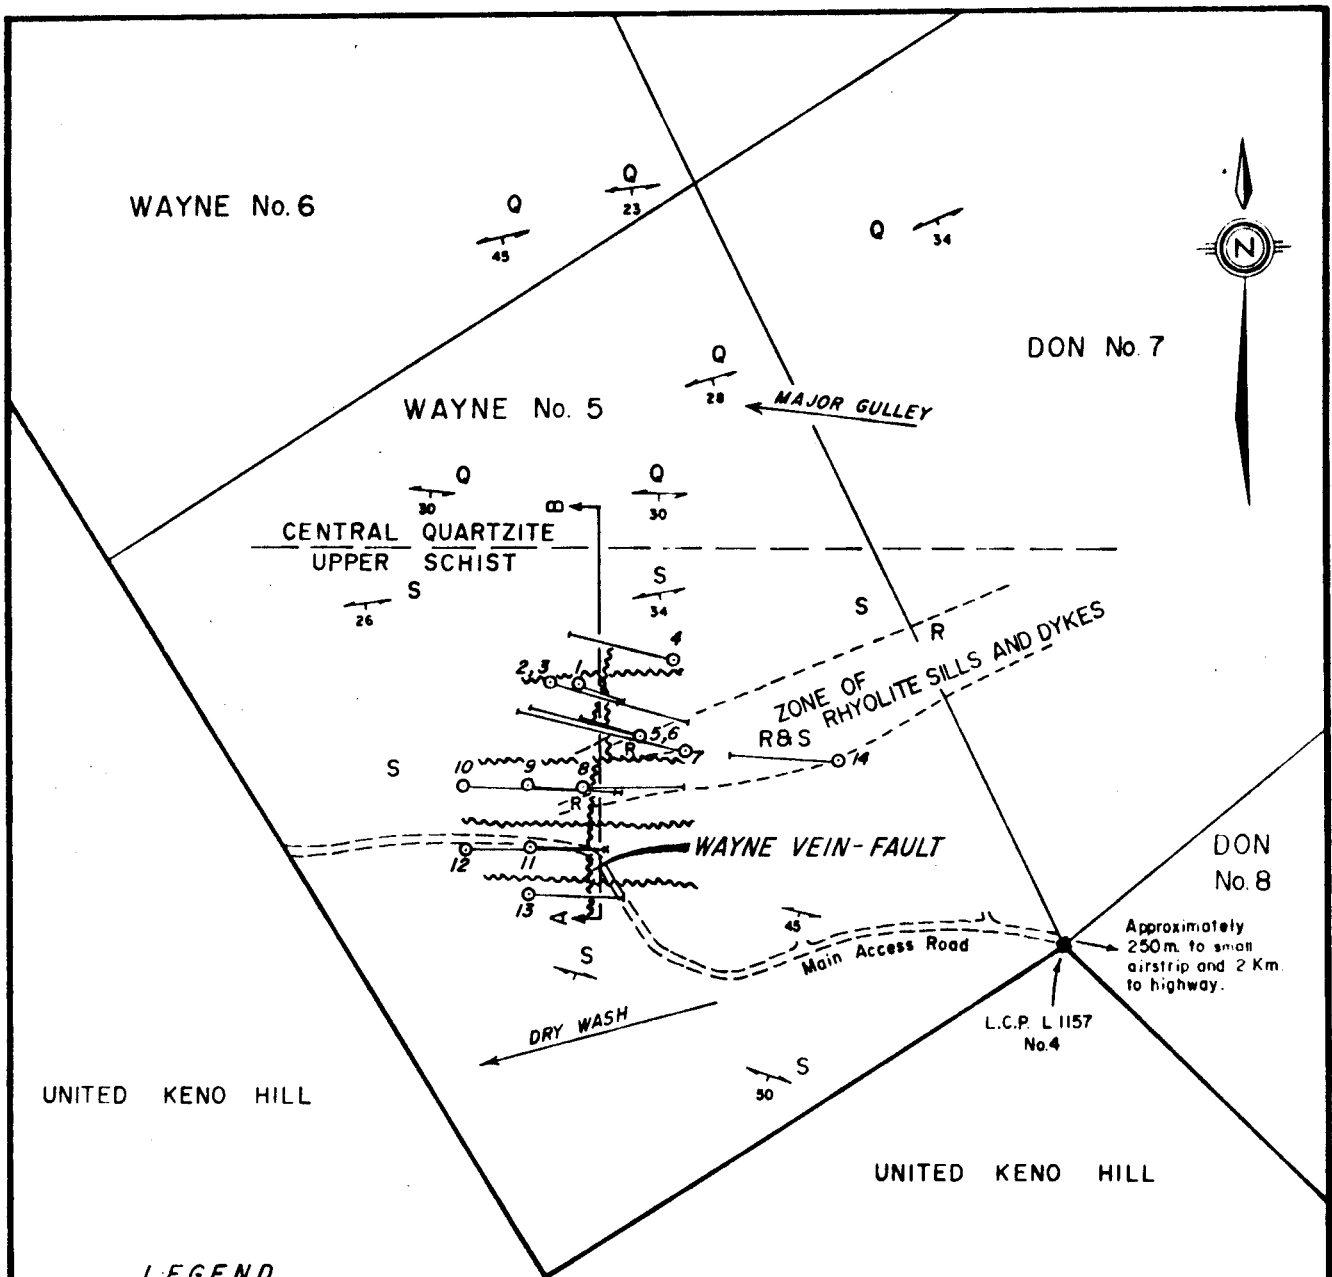 Q
Q
23
45
WAYNE No. 6
Q
34
N
DON No. 7
Q
28
MAJOR GULLEY
WAYNE No. 5
Q
30
B
Q
30
CENTRAL QUARTZITE
UPPER SCHIST
S
26
S
34
S
R
4
2,3
1
ZONE OF
RHYOLITE SILLS AND DYKES
5,6
R
7
R&S
14
S
10
9
8
R
WAYNE VEIN-FAULT
12
11
13
A
DON
No. 8
S
45
Main Access Road
Approximately
250m. to small
airstrip and 2 Km.
to highway.
DRY WASH
L.C.P. L 1157
No.4
S
50
UNITED KENO HILL
UNITED KENO HILL
LEGEND